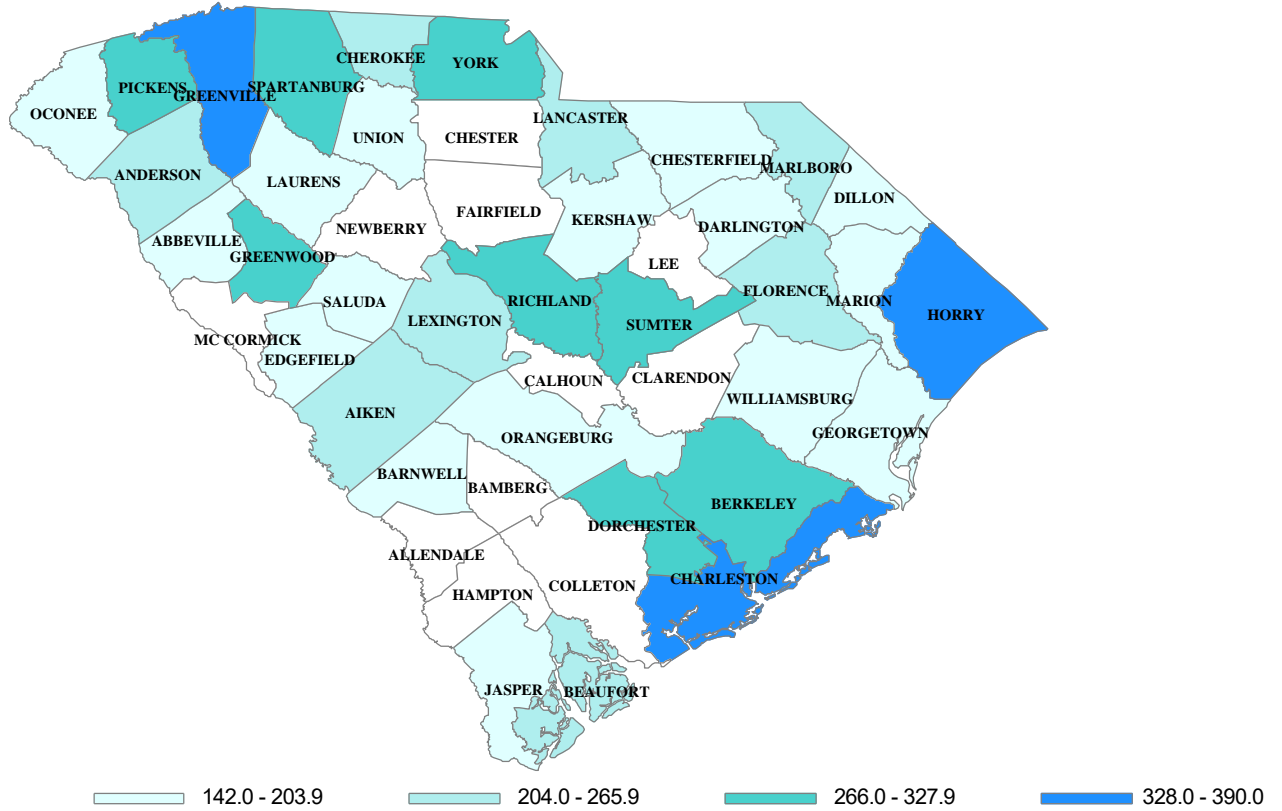 CHEROKEE
YORK
PICKENS
GREENVILLE
SPARTANBURG
OCONEE
LANCASTER
UNION
CHESTER
CHESTERFIELD
MARLBORO
ANDERSON
LAURENS
DILLON
FAIRFIELD
KERSHAW
NEWBERRY
DARLINGTON
ABBEVILLE
GREENWOOD
LEE
FLORENCE
SALUDA
RICHLAND
MARION
LEXINGTON
SUMTER
HORRY
MC CORMICK
EDGEFIELD
CALHOUN
CLARENDON
WILLIAMSBURG
AIKEN
GEORGETOWN
ORANGEBURG
BARNWELL
BAMBERG
BERKELEY
DORCHESTER
ALLENDALE
CHARLESTON
COLLETON
HAMPTON
JASPER
BEAUFORT
142.0 - 203.9
204.0 - 265.9
266.0 - 327.9
328.0 - 390.0